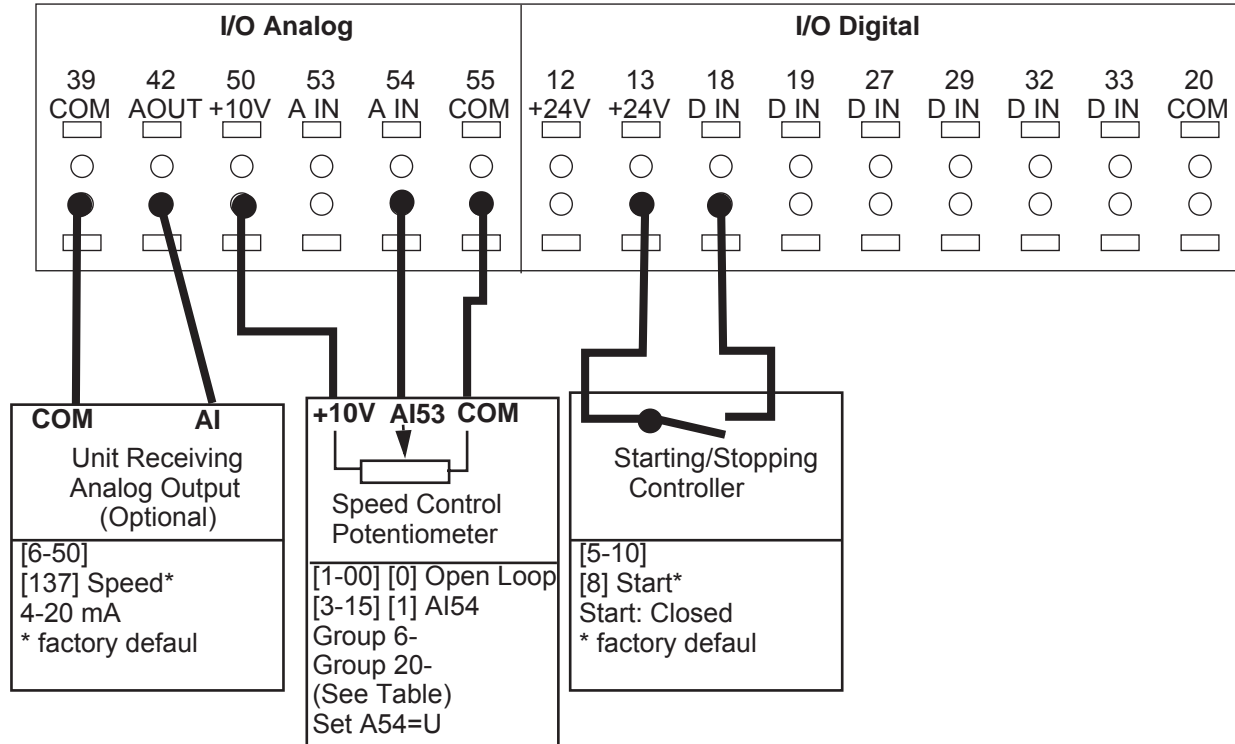 I/O Analog I/O Digital
39 42 50 53 54 55 12 13 18 19 27 29 32 33 20
COM AOUT +10V A IN A IN COM +24V +24V D IN D IN D IN D IN D IN D IN COM
COM AI
Unit Receiving
Analog Output
(Optional)
[6-50]
[137] Speed*
4-20 mA
* factory defaul
+10V AI53 COM
Speed Control
Potentiometer
[1-00] [0] Open Loop
[3-15] [1] AI54
Group 6-
Group 20-
(See Table)
Set A54=U
Starting/Stopping
Controller
[5-10]
[8] Start*
Start: Closed
* factory defaul